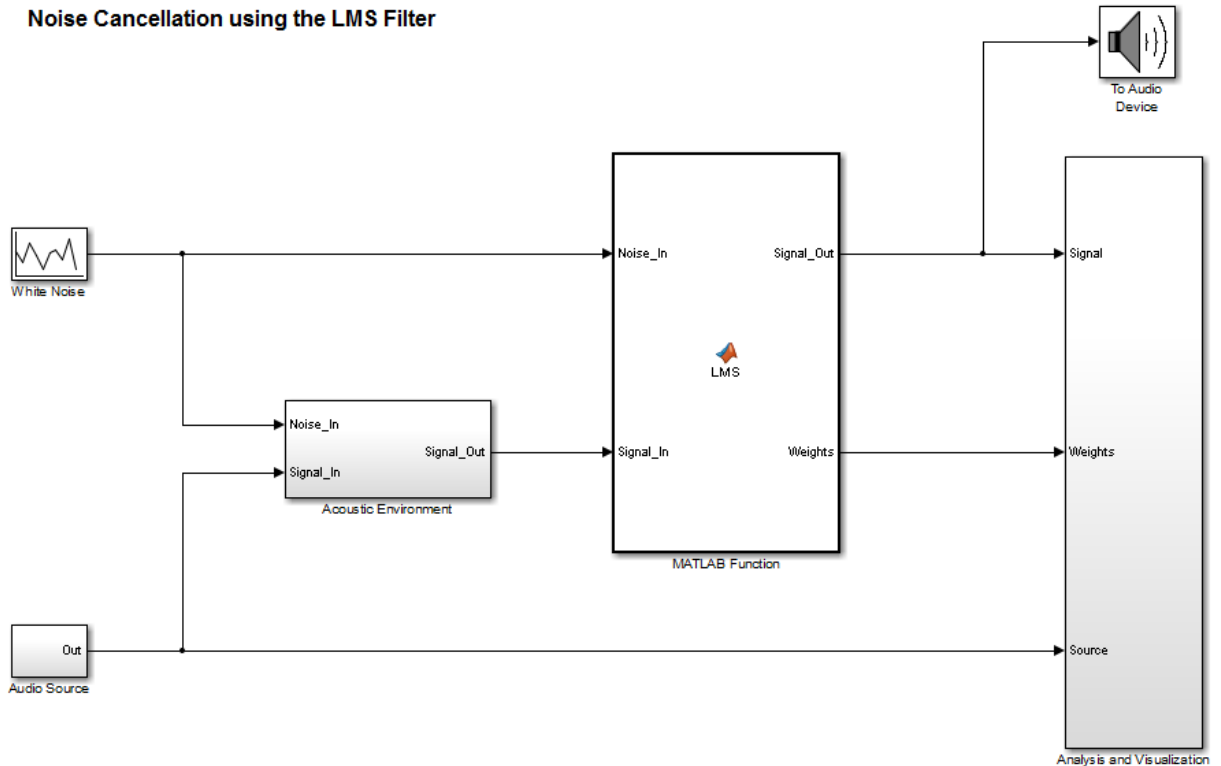 Noise Cancellation using the LMS Filter
To Audio
Device
White Noise
Noise_In
Signal_Out
LMS
Signal_In
Weights
MATLAB Function
Noise_In
Signal_In
Signal_Out
Acoustic Environment
Out
Audio Source
Signal
Weights
Source
Analysis and Visualization